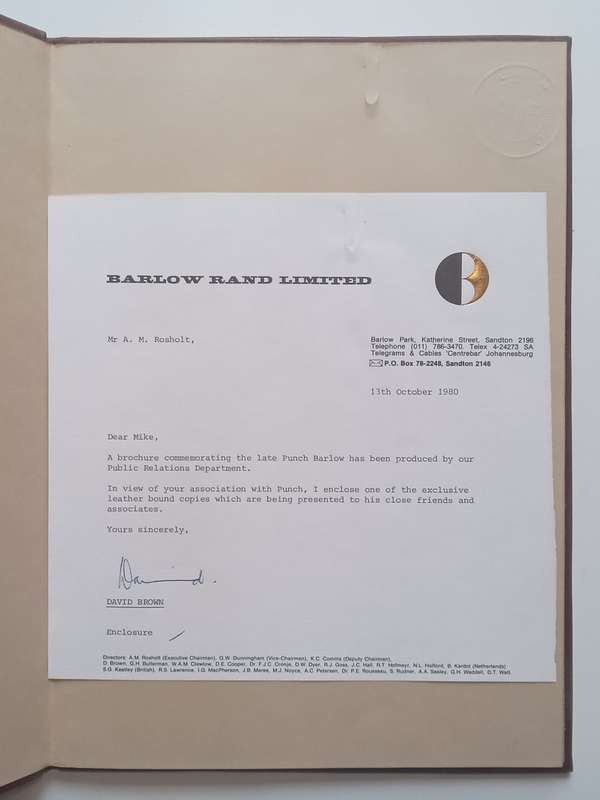 BARLOW RAND LIMITED
Mr A. M. Rosholt,
Barlow Park, Katherine Street, Sandton 2196
Telephone (011) 786-3470. Telex 4-24273 SA
Telegrams & Cables 'Centrebar' Johannesburg
P.O. Box 78-2248, Sandton 2146
13th October 1980
Dear Mike,
A brochure commemorating the late Punch Barlow has been produced by our
Public Relations Department.
In view of your association with Punch, I enclose one of the exclusive
leather bound copies which are being presented to his close friends and
associates.
Yours sincerely,
David.
DAVID BROWN
Enclosure
Directors: A.M. Rosholt (Executive Chairman), G.W. Dunningham (Vice-Chairman), K.C. Comins (Deputy Chairman),
D. Brown, G.H. Bulterman, W.A.M. Clewlow, D.E. Cooper, Dr. F.J.C. Cronje, D.W. Dyer, R.J. Goss, J.C. Hall, R.T. Hofmeyr, N.L. Holford, B. Kardol (Netherlands)
S.G. Keatley (British), R.S. Lawrence, I.G. MacPherson, J.B. Maree, M.J. Noyce, A.C. Petersen, Dr. P.E. Rousseau, S. Rudner, A.A. Sealey, G.H. Waddell, D.T. Watt.